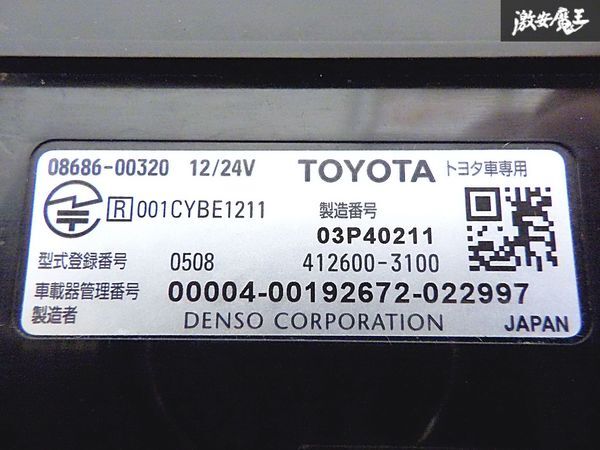 激安魔王
08686-00320 12/24V TOYOTA トヨタ車専用
R 001CYBE1211 製造番号
03P40211
型式登録番号 0508 412600-3100
車載器管理番号 00004-00192672-022997
製造者 DENSO CORPORATION JAPAN